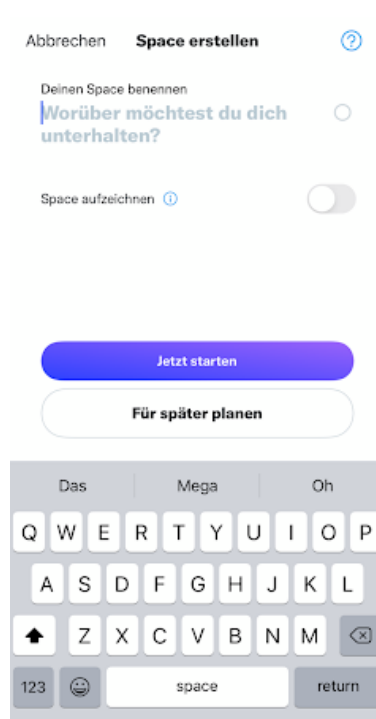 Abbrechen Space erstellen ?
Deinen Space benennen
Worüber möchtest du dich
unterhalten?
Space aufzeichnen i
Jetzt starten
Für später planen
Das Mega Oh
Q W E R T Y U I O P
A S D F G H J K L
Z X C V B N M
123 space return